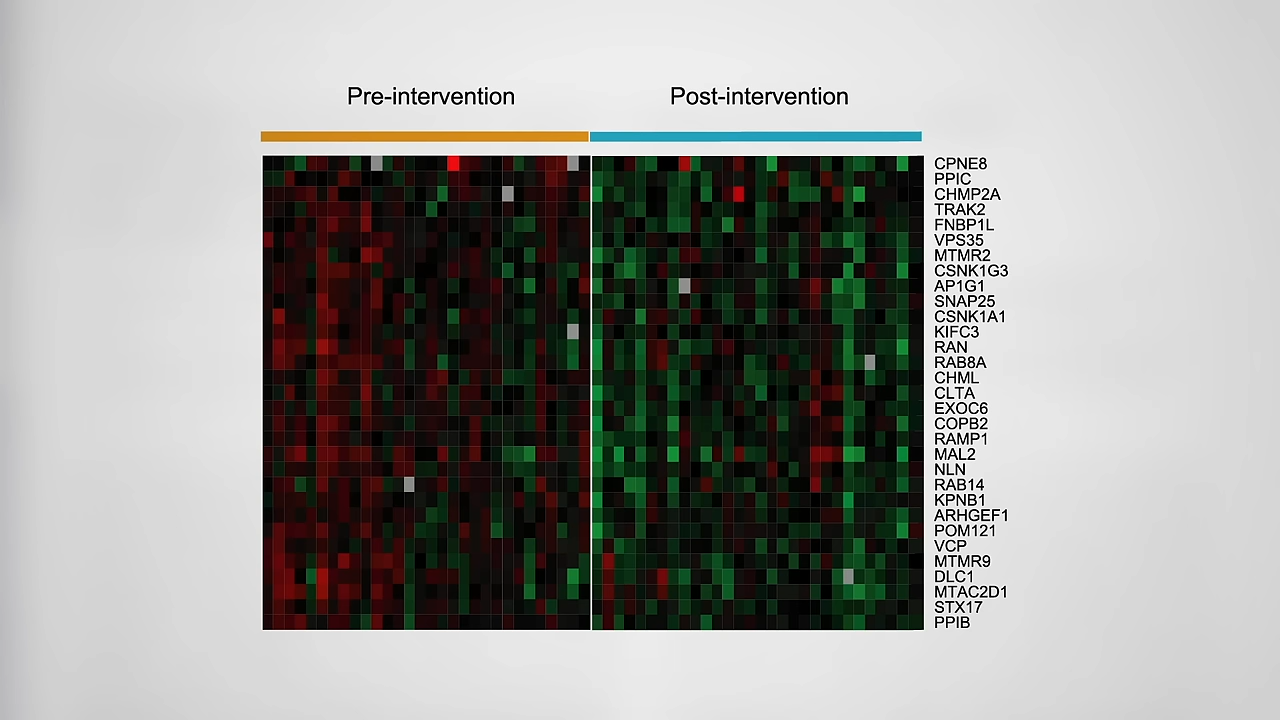 Pre-intervention Post-intervention
CPNE8
PPIC
CHMP2A
TRAK2
FNBP1L
VPS35
MTMR2
CSNK1G3
AP1G1
SNAP25
CSNK1A1
KIFC3
RAN
RAB8A
CHML
CLTA
EXOC6
COPB2
RAMP1
MAL2
NLN
RAB14
KPNB1
ARHGEF1
POM121
VCP
MTMR9
DLC1
MTAC2D1
STX17
PPIB